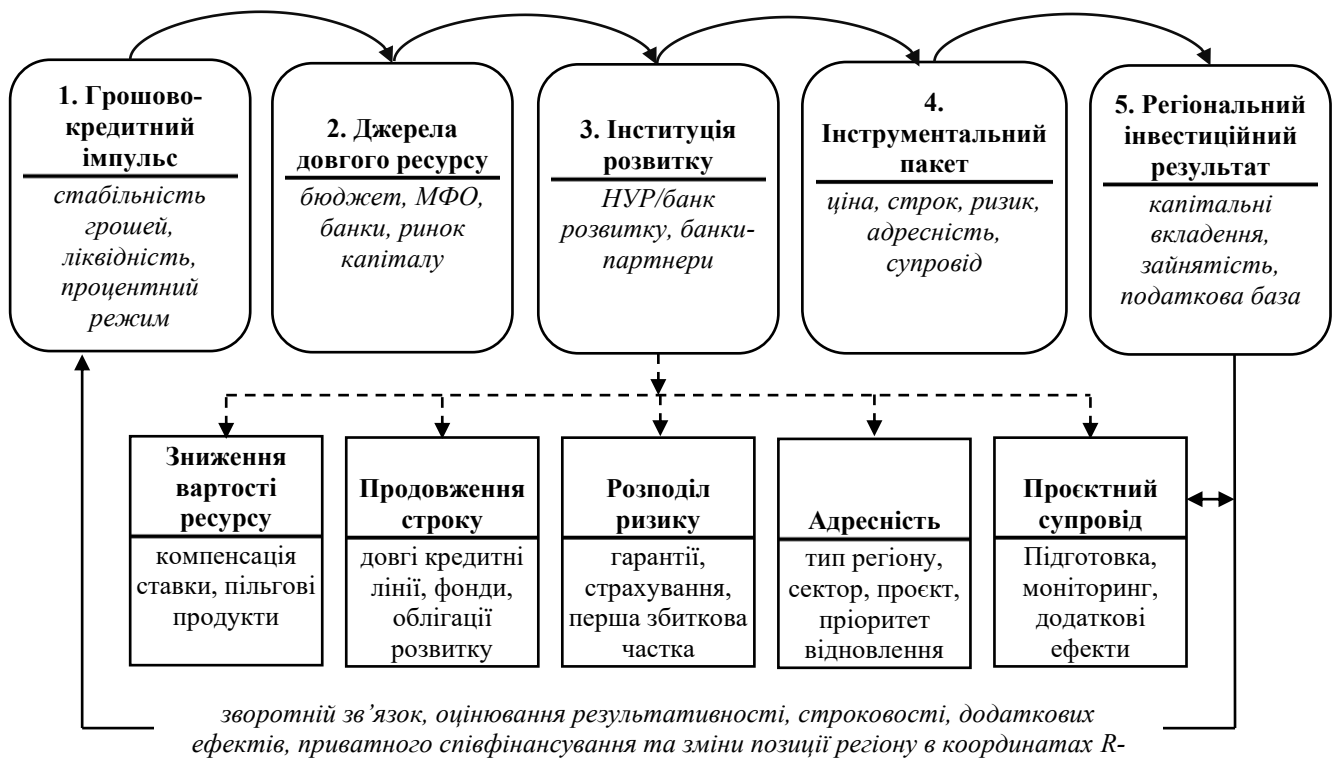 1. Грошово-
кредитний
імпульс
стабільність
грошей,
ліквідність,
процентний
режим
2. Джерела
довгого ресурсу
бюджет, МФО,
банки, ринок
капіталу
3. Інституція
розвитку
НУР/банк
розвитку, банки-
партнери
4.
Інструментальний
пакет
ціна, строк, ризик,
адресність,
супровід
5. Регіональний
інвестиційний
результат
капітальні
вкладення,
зайнятість,
податкова база
Зниження
вартості
ресурсу
компенсація
ставки, пільгові
продукти
Продовження
строку
довгі кредитні
лінії, фонди,
облігації
розвитку
Розподіл
ризику
гарантії,
страхування,
перша збиткова
частка
Адресність
тип регіону,
сектор, проєкт,
пріоритет
відновлення
Проєктний
супровід
Підготовка,
моніторинг,
додаткові
ефекти
зворотній зв’язок, оцінювання результативності, строковості, додаткових
ефектів, приватного співфінансування та зміни позиції регіону в координатах R-